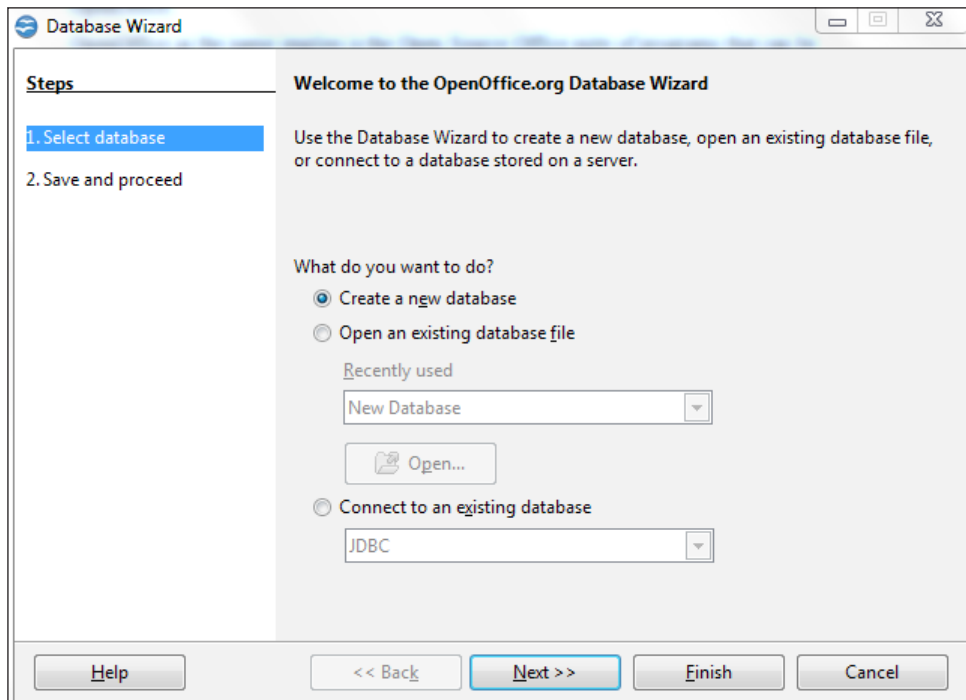 Database Wizard
Steps
1. Select database
2. Save and proceed
Welcome to the OpenOffice.org Database Wizard
Use the Database Wizard to create a new database, open an existing database file,
or connect to a database stored on a server.
What do you want to do?
Create a new database
Open an existing database file
Recently used
New Database
Open...
Connect to an existing database
JDBC
Help
<< Back
Next >>
Finish
Cancel